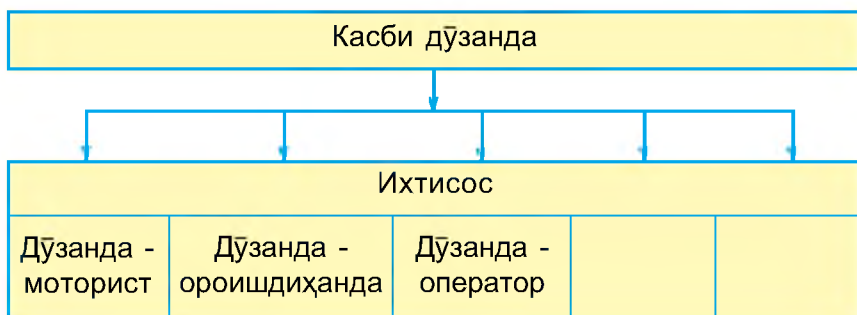 Касби дӯзанда
Ихтисос
Дӯзанда -
моторист
Дӯзанда -
ороишдиҳанда
Дӯзанда -
оператор